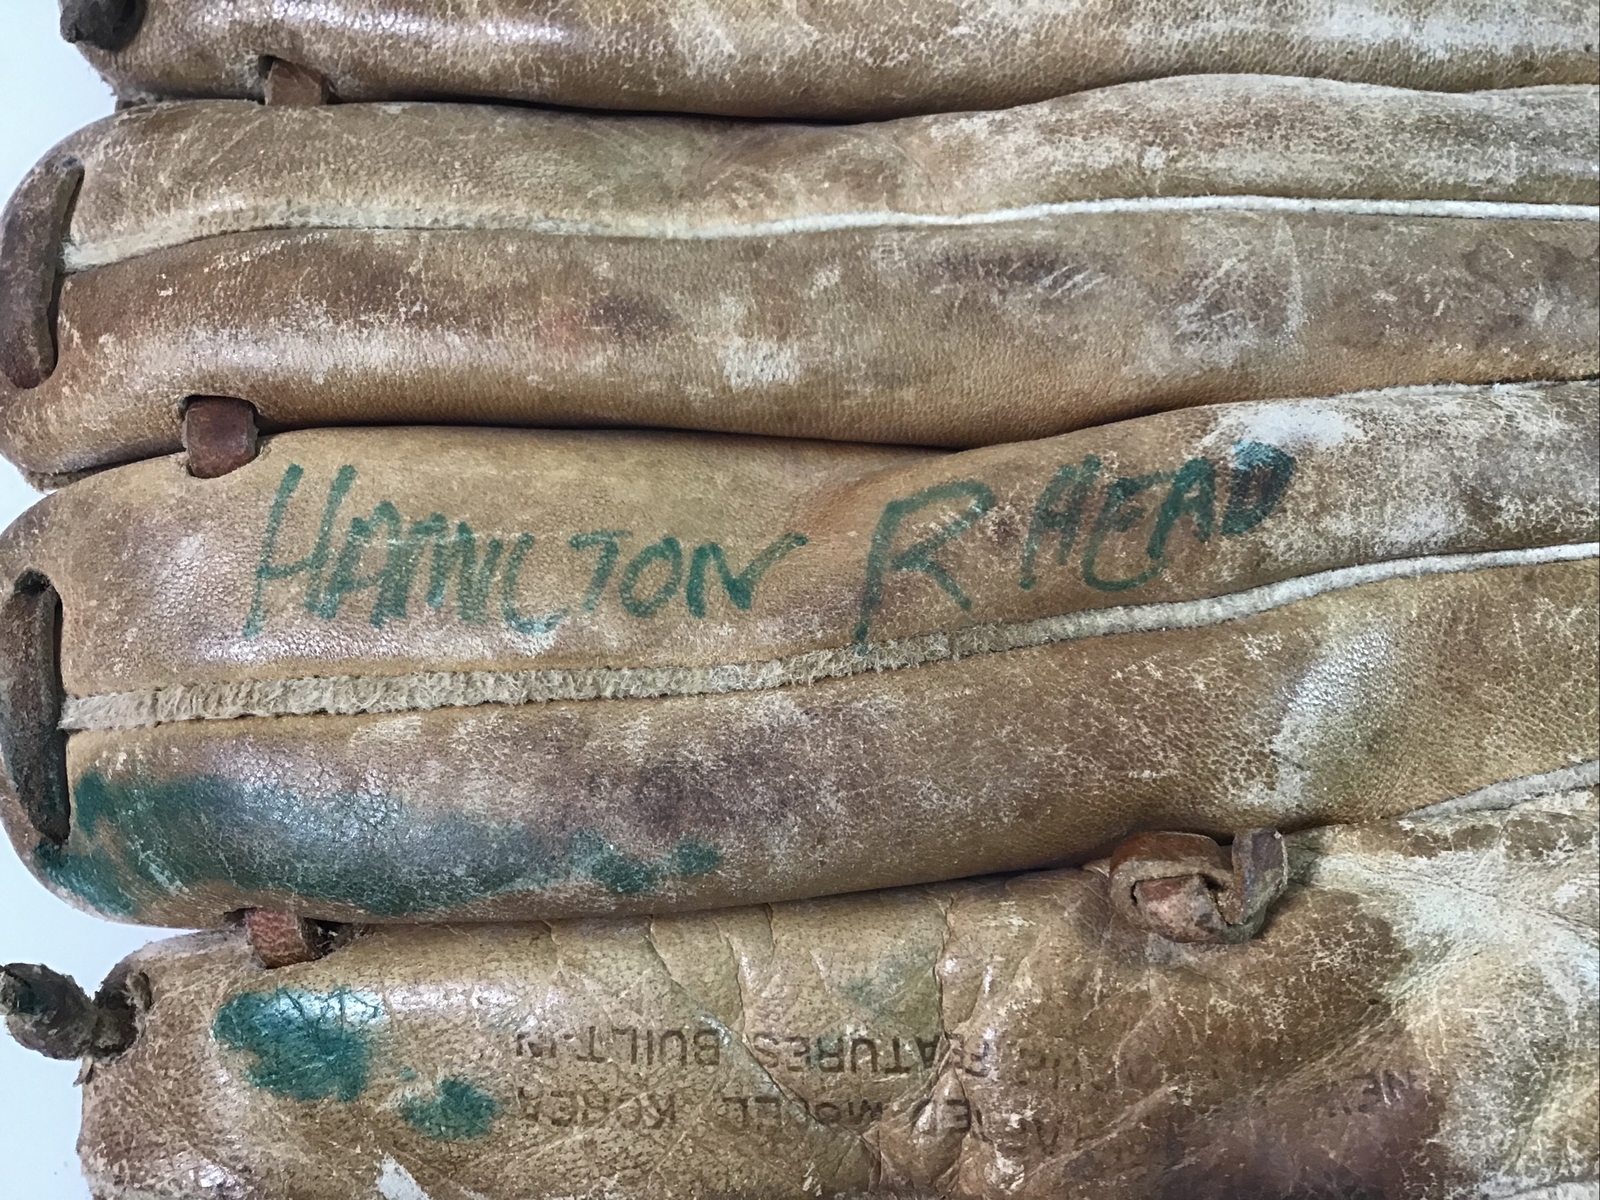 HAMILTON R HEAD
FEATURES BUILT IN
MODEL KOREA